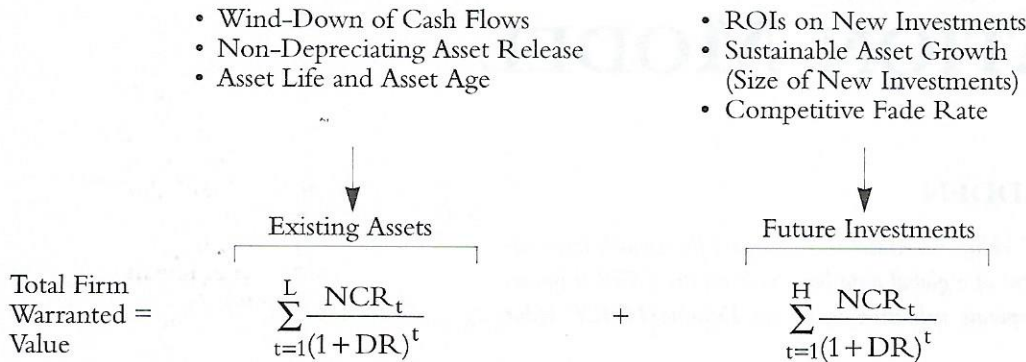 • Wind-Down of Cash Flows
• Non-Depreciating Asset Release
• Asset Life and Asset Age
• ROIs on New Investments
• Sustainable Asset Growth
(Size of New Investments)
• Competitive Fade Rate
Existing Assets
Future Investments
Total Firm
Warranted =
Value
L
∑ NCR_t / (1 + DR)^t
t=1
+
H
∑ NCR_t / (1 + DR)^t
t=1